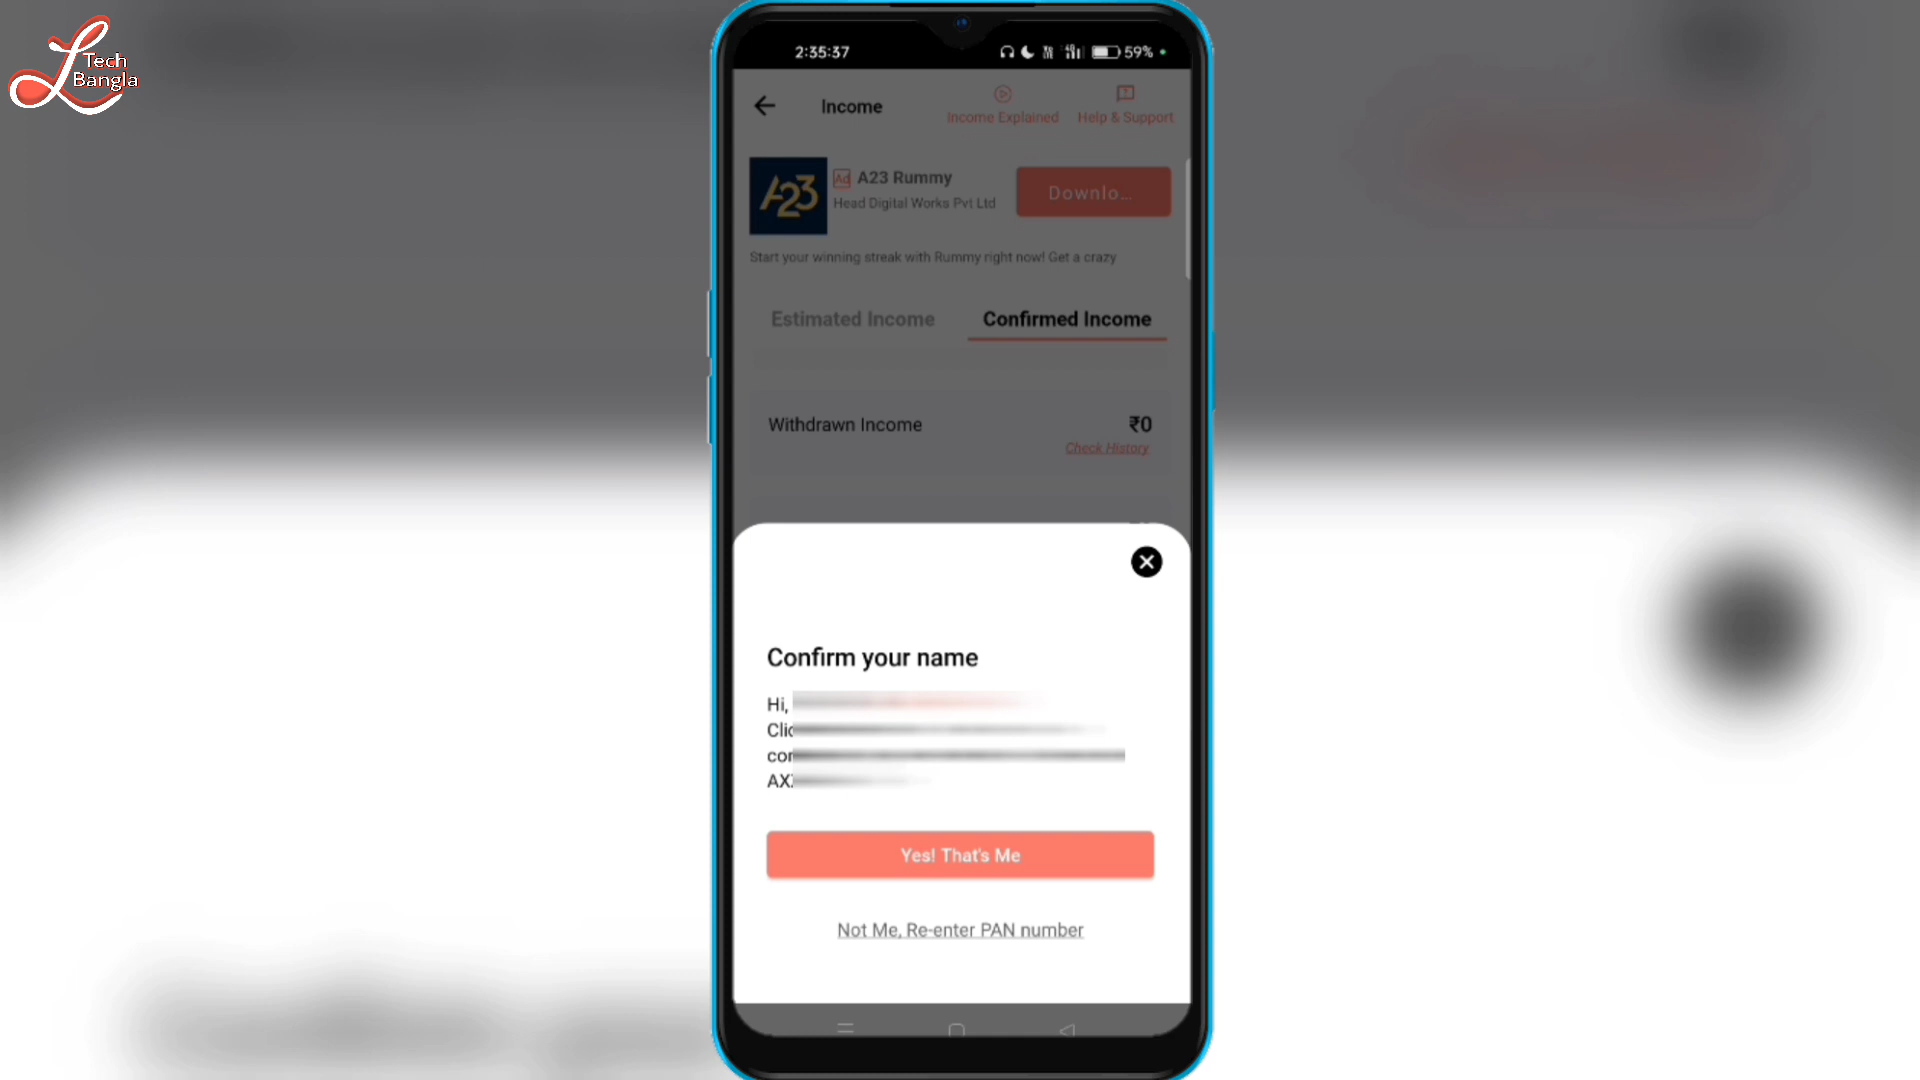 Tech
Bangla
2:35:37
59%
Income
Income Explained
Help & Support
A23
Ad
A23 Rummy
Head Digital Works Pvt Ltd
Downlo...
Start your winning streak with Rummy right now! Get a crazy
Estimated Income
Confirmed Income
Withdrawn Income
₹0
Check History
Confirm your name
Hi,
Yes! That's Me
Not Me, Re-enter PAN number